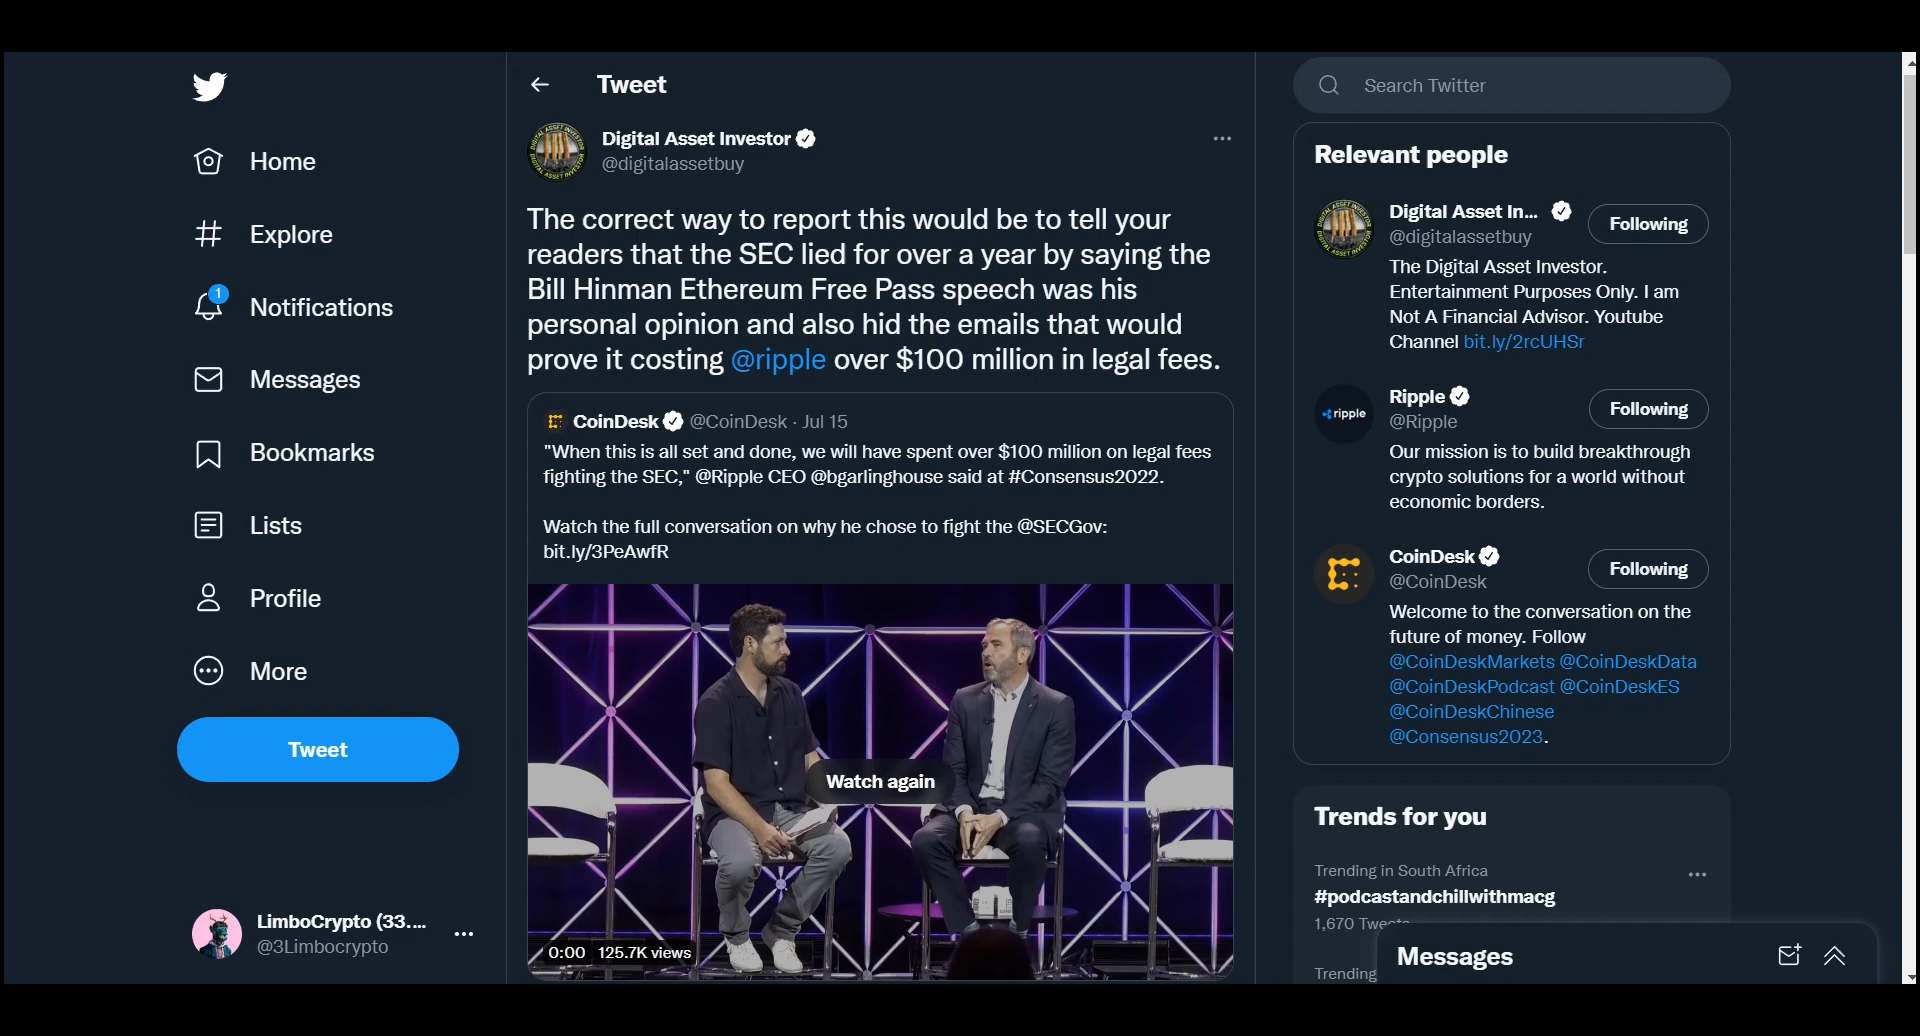 Home
Explore
1
Notifications
Messages
Bookmarks
Lists
Profile
More
Tweet
LimboCrypto (33....
@3Limbocrypto
Tweet
Digital Asset Investor
@digitalassetbuy
The correct way to report this would be to tell your
readers that the SEC lied for over a year by saying the
Bill Hinman Ethereum Free Pass speech was his
personal opinion and also hid the emails that would
prove it costing @ripple over $100 million in legal fees.
CoinDesk @CoinDesk · Jul 15
"When this is all set and done, we will have spent over $100 million on legal fees
fighting the SEC," @Ripple CEO @bgarlinghouse said at #Consensus2022.
Watch the full conversation on why he chose to fight the @SECGov:
bit.ly/3PeAwfR
Watch again
0:00 125.7K views
Search Twitter
Relevant people
Digital Asset In...
Following
@digitalassetbuy
The Digital Asset Investor.
Entertainment Purposes Only. I am
Not A Financial Advisor. Youtube
Channel bit.ly/2rcUHSr
ripple
Ripple
Following
@Ripple
Our mission is to build breakthrough
crypto solutions for a world without
economic borders.
CoinDesk
Following
@CoinDesk
Welcome to the conversation on the
future of money. Follow
@CoinDeskMarkets @CoinDeskData
@CoinDeskPodcast @CoinDeskES
@CoinDeskChinese
@Consensus2023.
Trends for you
Trending in South Africa
#podcastandchillwithmacg
1,670 Tweets
Trending
Messages